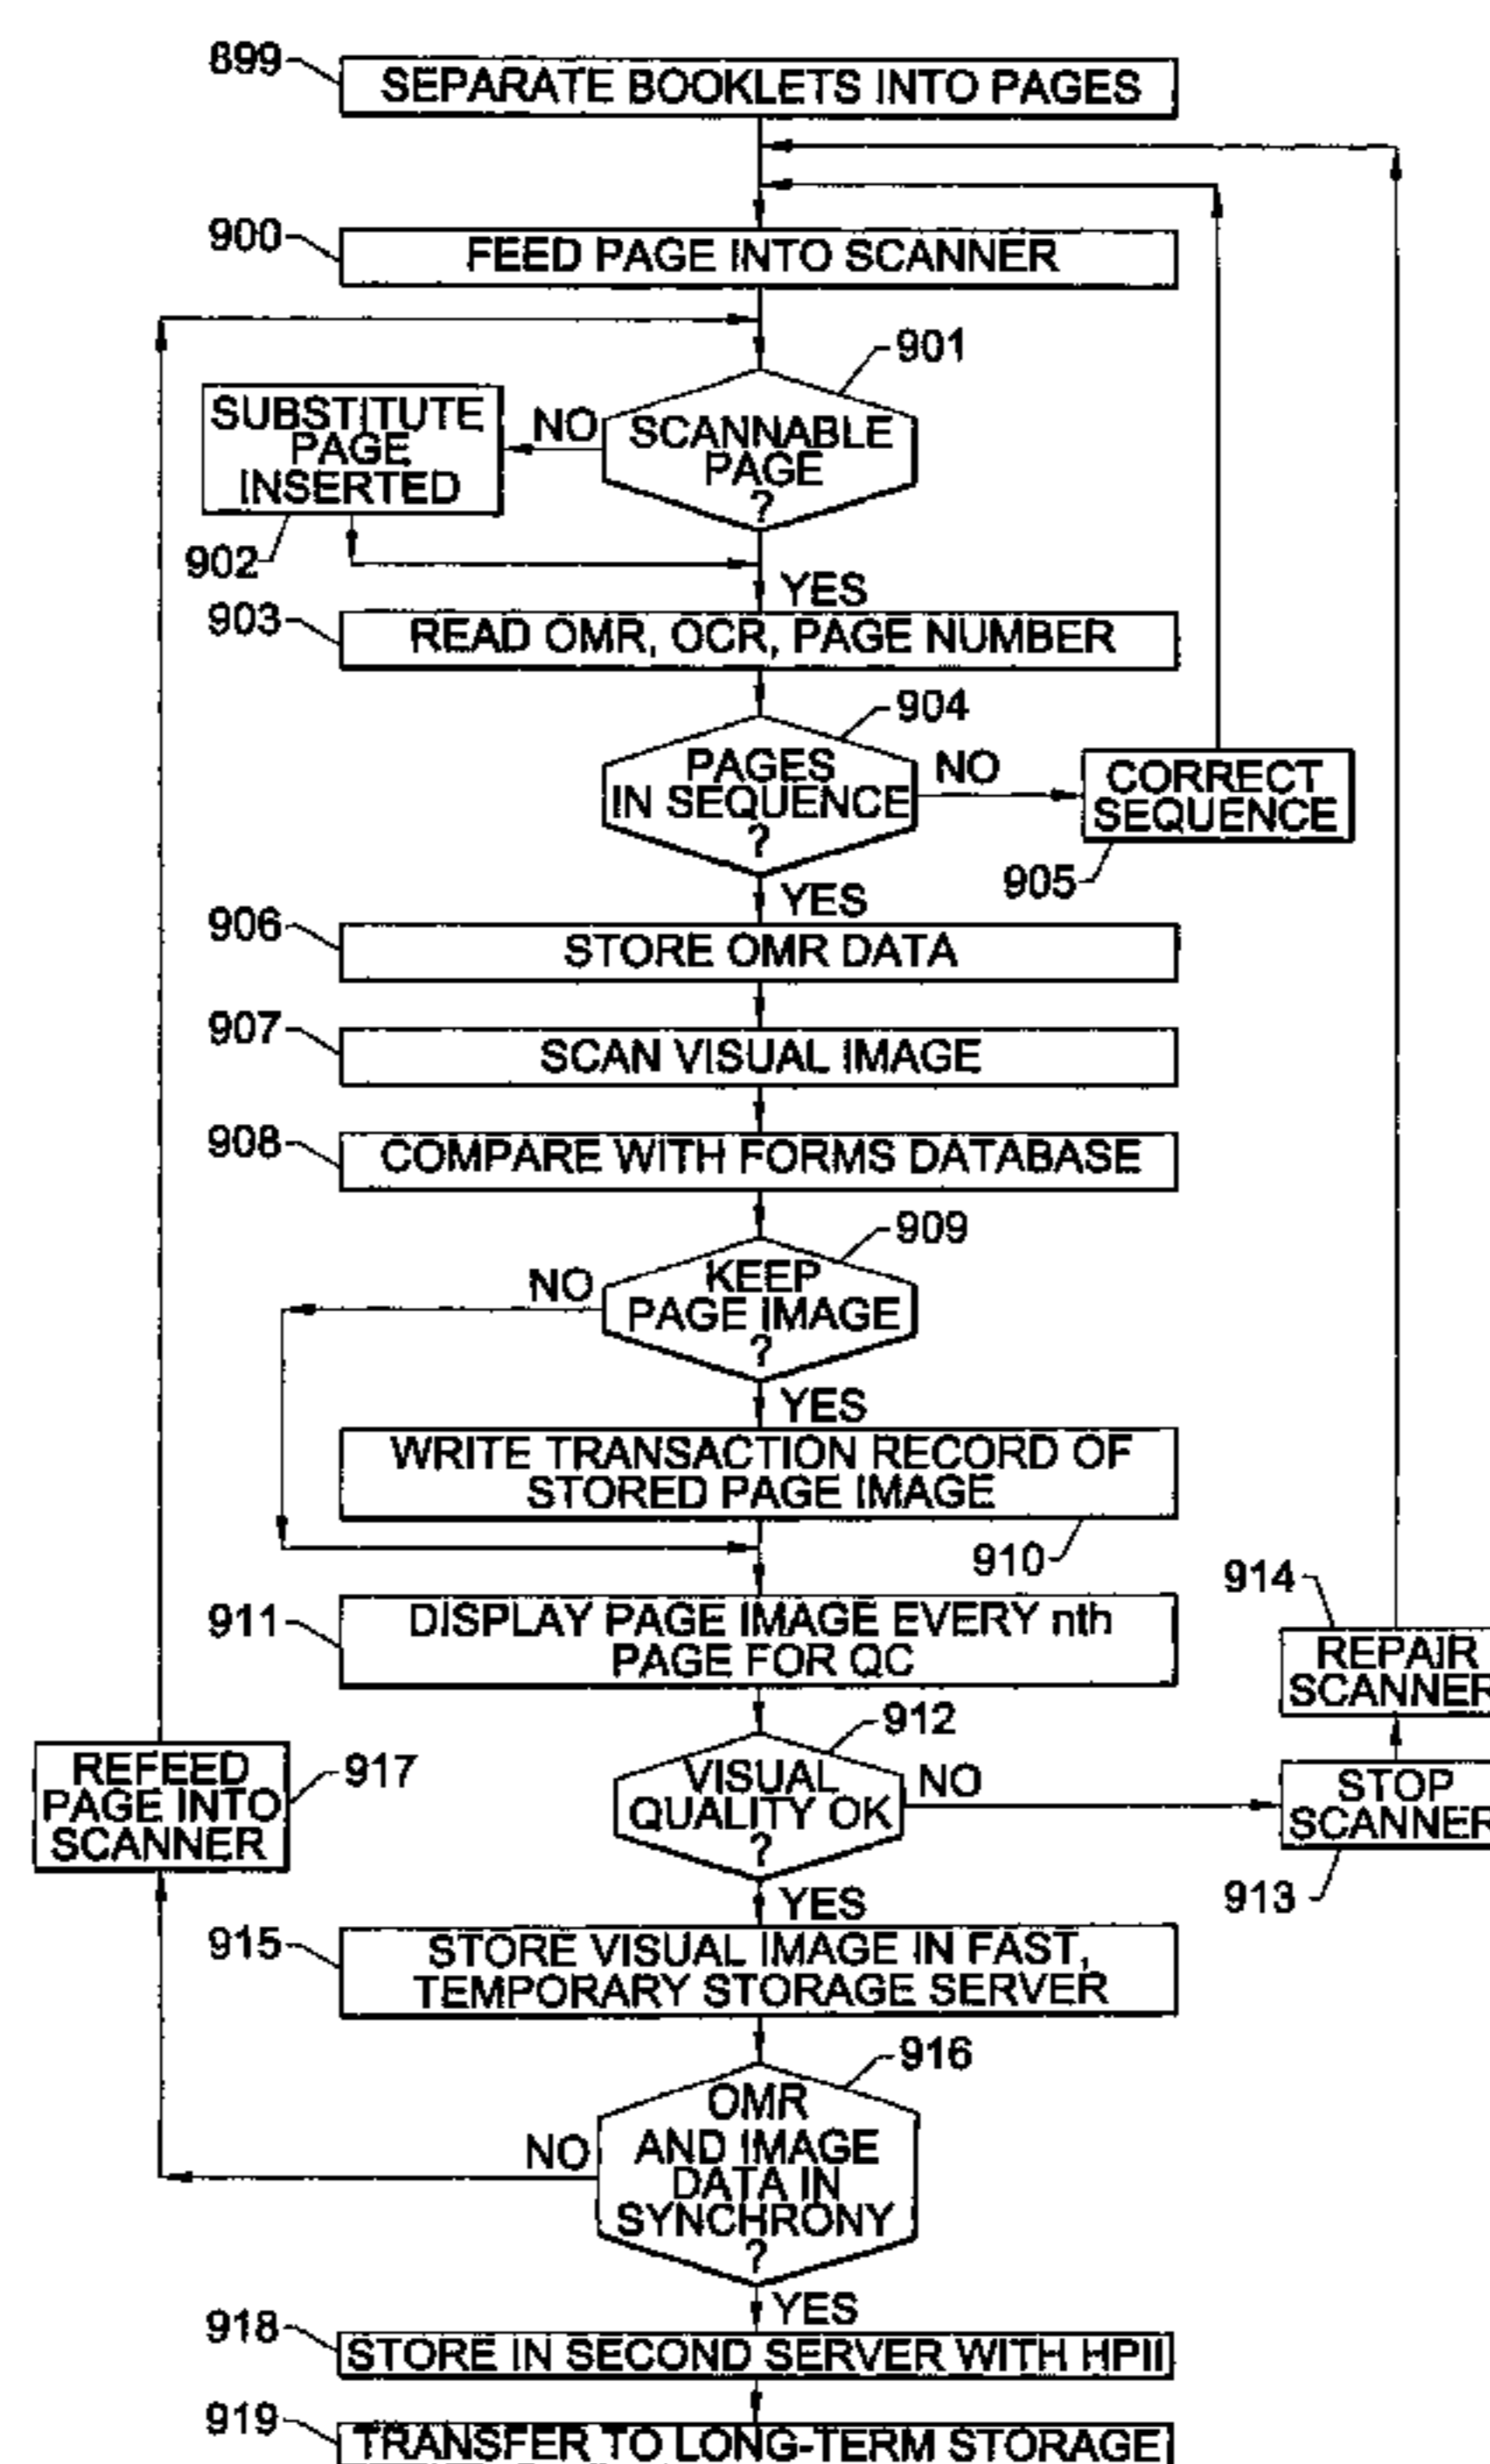 899
SEPARATE BOOKLETS INTO PAGES
900
FEED PAGE INTO SCANNER
901
SCANNABLE
PAGE
?
NO
SUBSTITUTE
PAGE
INSERTED
902
YES
903
READ OMR, OCR, PAGE NUMBER
904
PAGES
IN SEQUENCE
?
NO
CORRECT
SEQUENCE
905
YES
906
STORE OMR DATA
907
SCAN VISUAL IMAGE
908
COMPARE WITH FORMS DATABASE
909
KEEP
PAGE IMAGE
?
NO
YES
WRITE TRANSACTION RECORD OF
STORED PAGE IMAGE
910
911
DISPLAY PAGE IMAGE EVERY nth
PAGE FOR QC
912
VISUAL
QUALITY OK
?
NO
914
REPAIR
SCANNER
STOP
SCANNER
913
REFEED
PAGE INTO
SCANNER
917
YES
915
STORE VISUAL IMAGE IN FAST,
TEMPORARY STORAGE SERVER
916
OMR
AND IMAGE
DATA IN
SYNCHRONY
?
NO
YES
918
STORE IN SECOND SERVER WITH HPII
919
TRANSFER TO LONG-TERM STORAGE